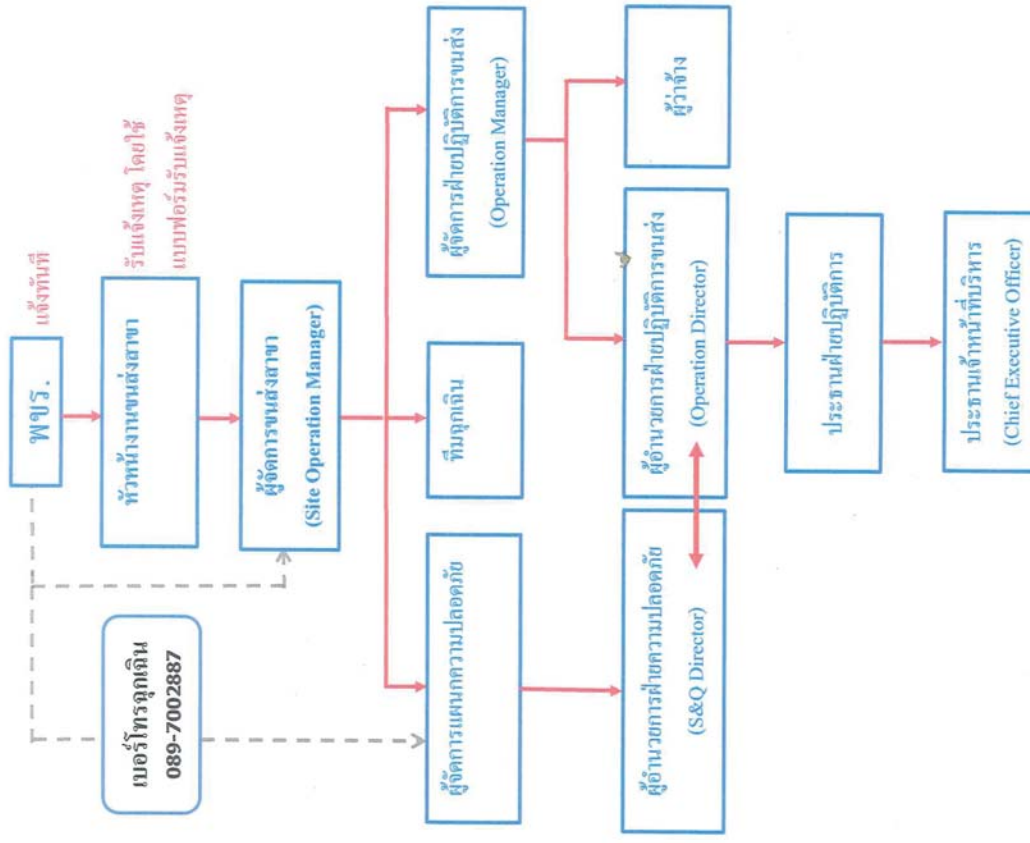 พขร.
แจ้งทันที
หัวหน้างานขนส่งสาขา
รับแจ้งเหตุ โดยใช้
แบบฟอร์มรับแจ้งเหตุ
เบอร์โทรฉุกเฉิน
089-7002887
ผู้จัดการขนส่งสาขา
(Site Operation Manager)
ผู้จัดการแผนกความปลอดภัย
ทีมฉุกเฉิน
ผู้จัดการฝ่ายปฏิบัติการขนส่ง
(Operation Manager)
ผู้อำนวยการฝ่ายความปลอดภัย
(S&Q Director)
ผู้อำนวยการฝ่ายปฏิบัติการขนส่ง
(Operation Director)
ผู้ว่าจ้าง
ประธานฝ่ายปฏิบัติการ
ประธานเจ้าหน้าที่บริหาร
(Chief Executive Officer)